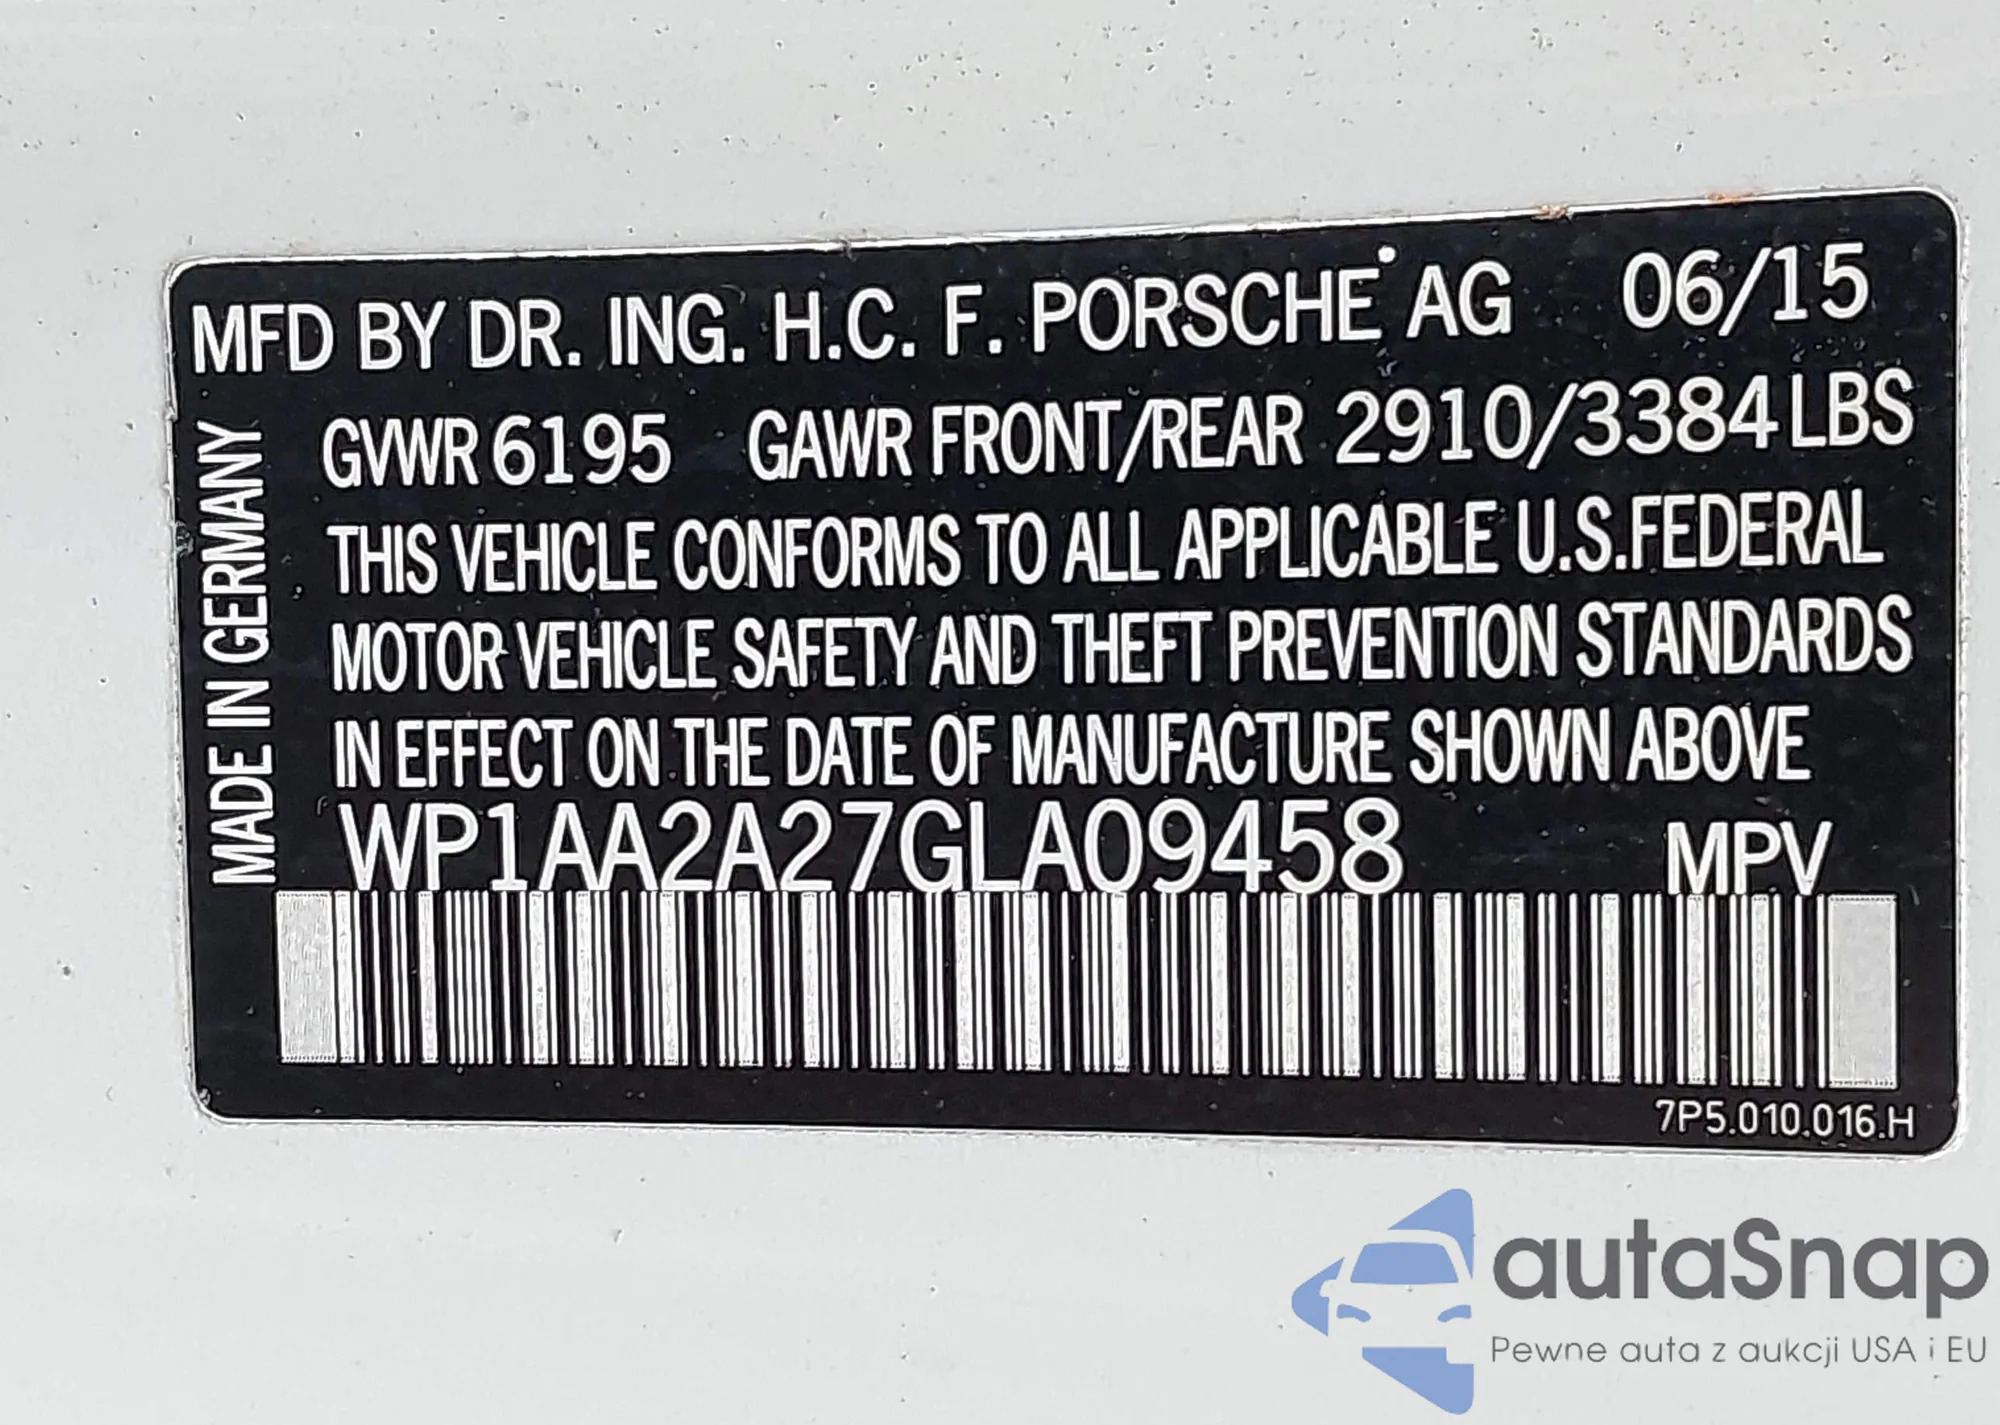 MFD BY DR. ING. H.C. F. PORSCHE AG 06/15
GVWR 6195 GAWR FRONT/REAR 2910/3384 LBS
THIS VEHICLE CONFORMS TO ALL APPLICABLE U.S.FEDERAL
MOTOR VEHICLE SAFETY AND THEFT PREVENTION STANDARDS
IN EFFECT ON THE DATE OF MANUFACTURE SHOWN ABOVE
WP1AA2A27GLA09458 MPV
MADE IN GERMANY
7P5.010.016.H
autaSnap
Pewne auta z aukcji USA i EU